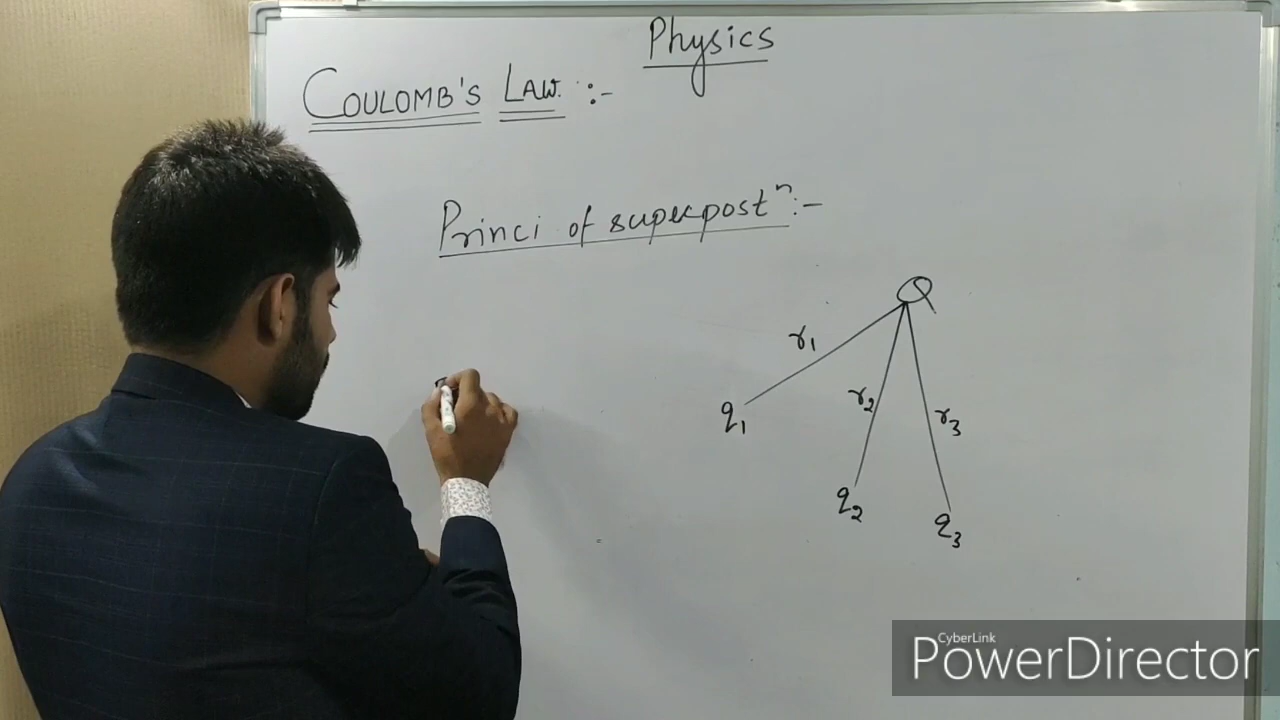 Physics
COULOMB'S LAW. :-
Princi of superpostⁿ :-
Q
r₁
r₂
r₃
q₁
q₂
q₃
CyberLink
PowerDirector